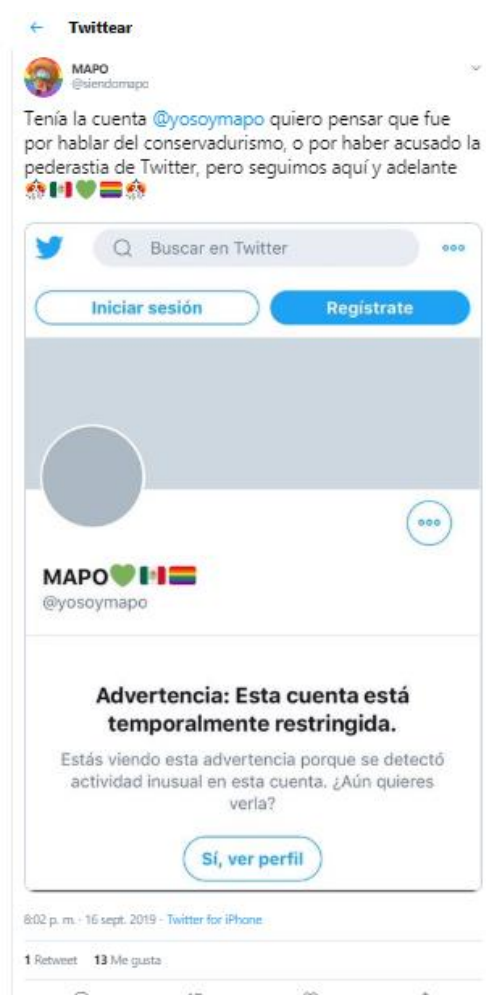 Twittear
MAPO
@siendomapo
Tenía la cuenta @yosoymapo quiero pensar que fue
por hablar del conservadurismo, o por haber acusado la
pederastia de Twitter, pero seguimos aquí y adelante
🎊🇲🇽💚🏳️‍🌈🎊
Buscar en Twitter
Iniciar sesión Regístrate
MAPO💚🇲🇽🏳️‍🌈
@yosoymapo
Advertencia: Esta cuenta está
temporalmente restringida.
Estás viendo esta advertencia porque se detectó
actividad inusual en esta cuenta. ¿Aún quieres
verla?
Sí, ver perfil
8:02 p. m. · 16 sept. 2019 · Twitter for iPhone
1 Retweet 13 Me gusta